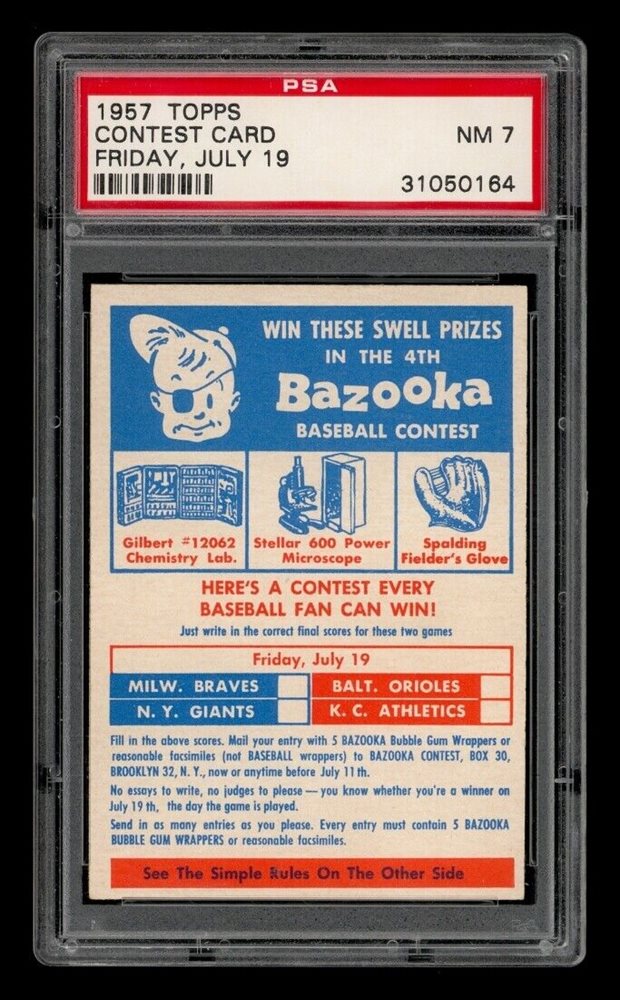 PSA
1957 TOPPS
CONTEST CARD
FRIDAY, JULY 19
NM 7
31050164
WIN THESE SWELL PRIZES
IN THE 4TH
Bazooka
BASEBALL CONTEST
Gilbert #12062
Chemistry Lab.
Stellar 600 Power
Microscope
Spalding
Fielder's Glove
HERE'S A CONTEST EVERY
BASEBALL FAN CAN WIN!
Just write in the correct final scores for these two games
Friday, July 19
MILW. BRAVES
BALT. ORIOLES
N. Y. GIANTS
K. C. ATHLETICS
Fill in the above scores. Mail your entry with 5 BAZOOKA Bubble Gum Wrappers or
reasonable facsimiles (not BASEBALL wrappers) to BAZOOKA CONTEST, BOX 30,
BROOKLYN 32, N. Y., now or anytime before July 11 th.
No essays to write, no judges to please — you know whether you're a winner on
July 19 th, the day the game is played.
Send in as many entries as you please. Every entry must contain 5 BAZOOKA
BUBBLE GUM WRAPPERS or reasonable facsimiles.
See The Simple Rules On The Other Side